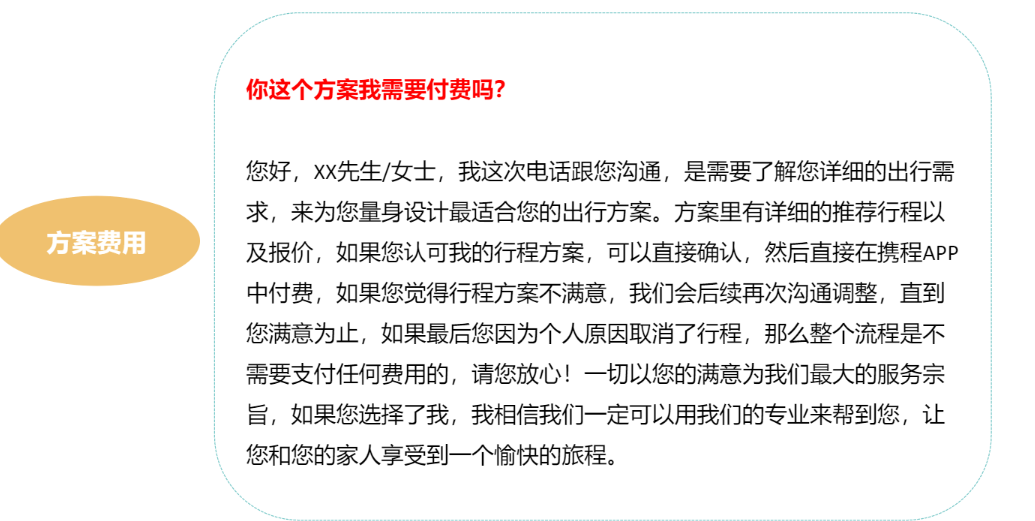 你这个方案我需要付费吗？
方案费用
您好，XX先生/女士，我这次电话跟您沟通，是需要了解您详细的出行需
求，来为您量身设计最适合您的出行方案。方案里有详细的推荐行程以
及报价，如果您认可我的行程方案，可以直接确认，然后直接在携程APP
中付费，如果您觉得行程方案不满意，我们会后续再次沟通调整，直到
您满意为止，如果最后您因为个人原因取消了行程，那么整个流程是不
需要支付任何费用的，请您放心！一切以您的满意为我们最大的服务宗
旨，如果您选择了我，我相信我们一定可以用我们的专业来帮到您，让
您和您的家人享受到一个愉快的旅程。